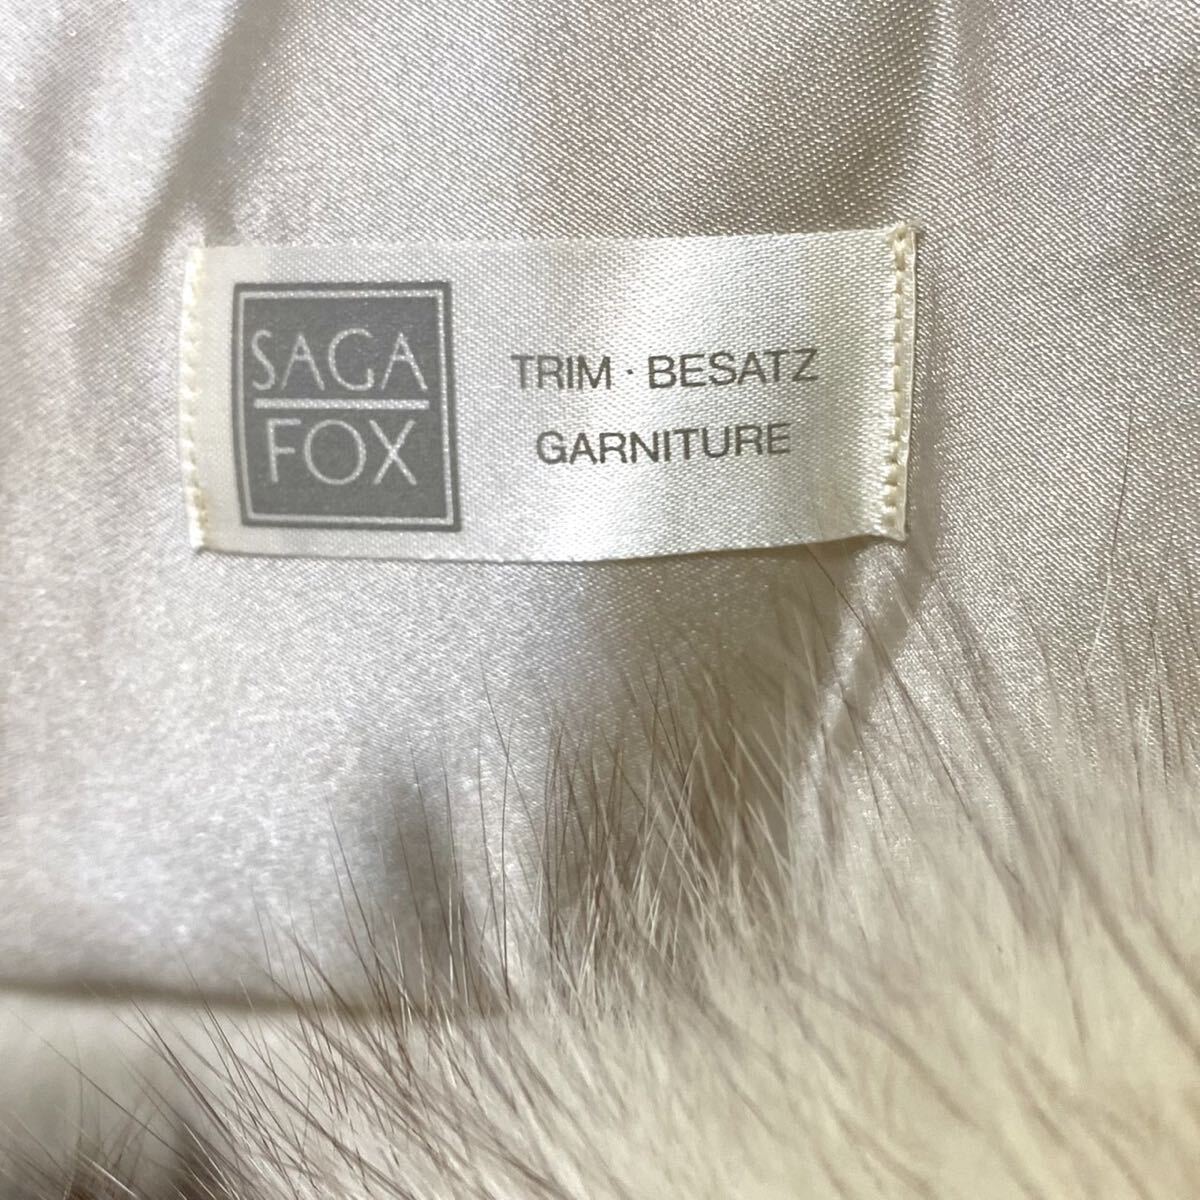 SAGA
FOX
TRIM · BESATZ
GARNITURE